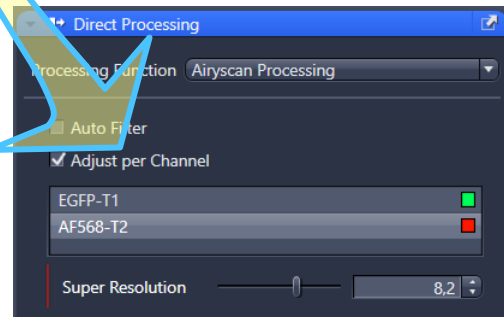 Direct Processing
Processing Function Airyscan Processing
Auto Filter
Adjust per Channel
EGFP-T1
AF568-T2
Super Resolution 8,2